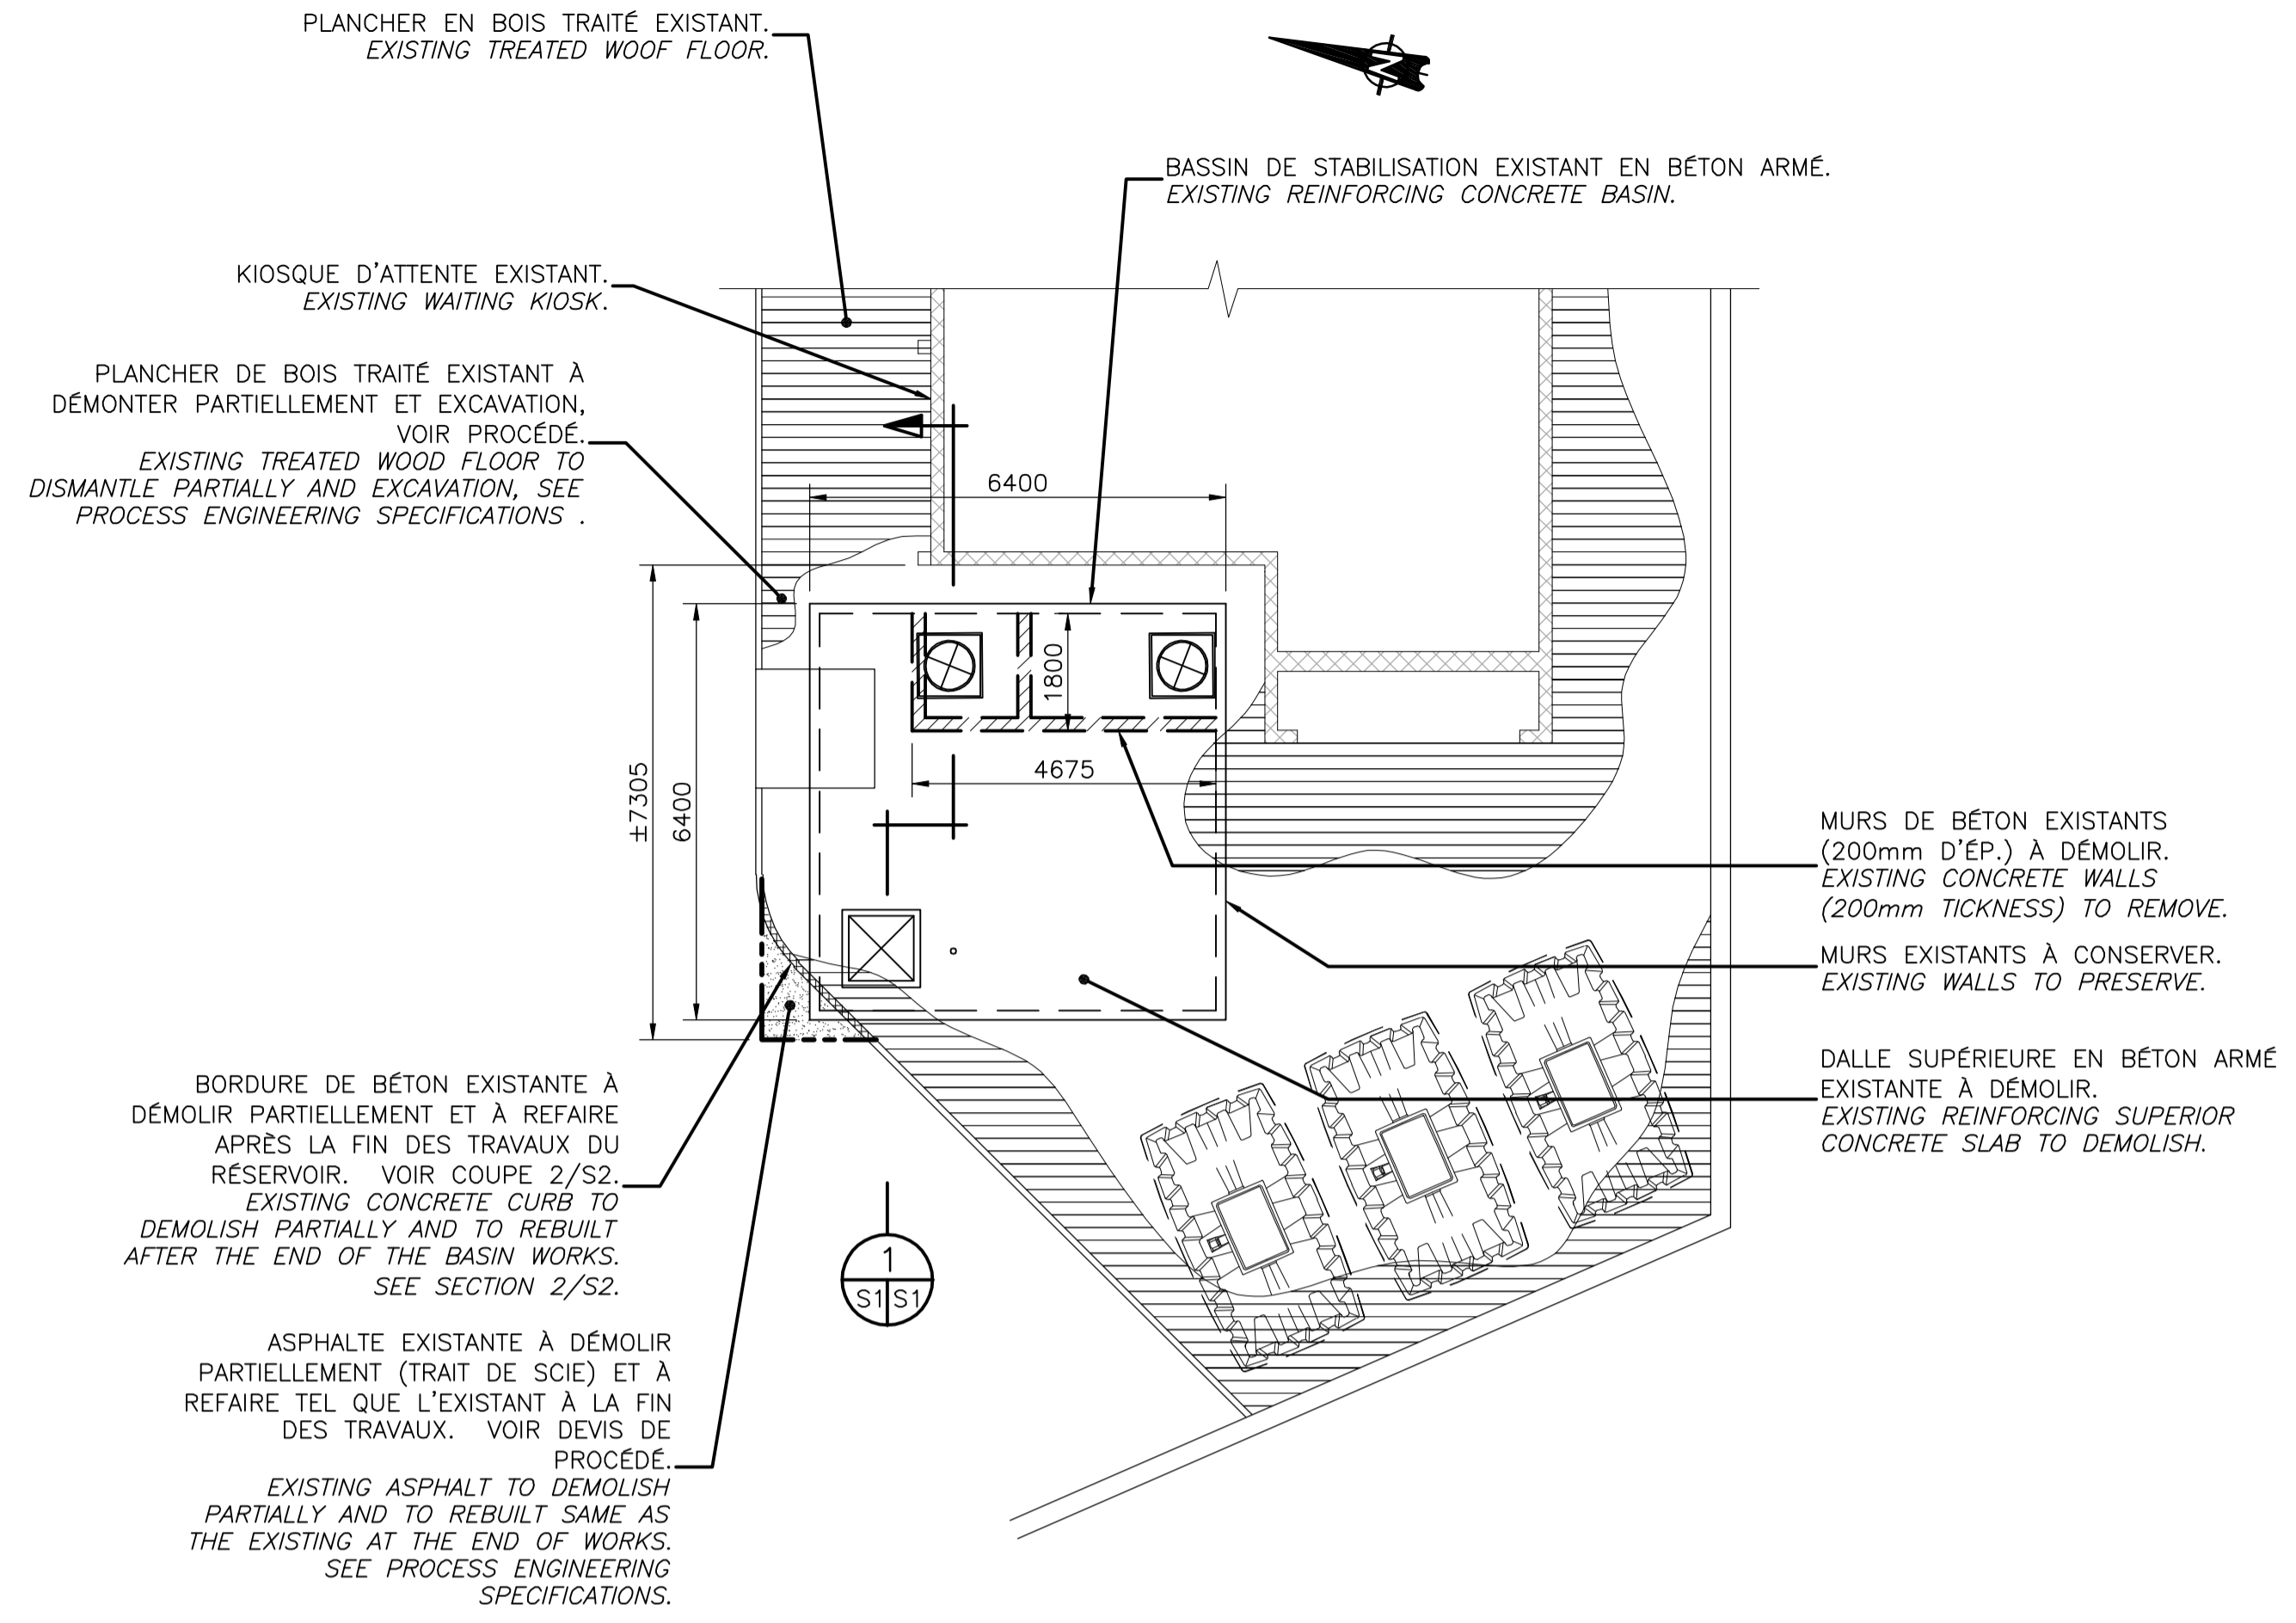 PLANCHER EN BOIS TRAITÉ EXISTANT.
EXISTING TREATED WOOF FLOOR.
N
BASSIN DE STABILISATION EXISTANT EN BÉTON ARMÉ.
EXISTING REINFORCING CONCRETE BASIN.
KIOSQUE D'ATTENTE EXISTANT.
EXISTING WAITING KIOSK.
PLANCHER DE BOIS TRAITÉ EXISTANT À
DÉMONTER PARTIELLEMENT ET EXCAVATION,
VOIR PROCÉDÉ.
EXISTING TREATED WOOD FLOOR TO
DISMANTLE PARTIALLY AND EXCAVATION, SEE
PROCESS ENGINEERING SPECIFICATIONS .
6400
1800
4675
±7305
6400
MURS DE BÉTON EXISTANTS
(200mm D'ÉP.) À DÉMOLIR.
EXISTING CONCRETE WALLS
(200mm TICKNESS) TO REMOVE.
MURS EXISTANTS À CONSERVER.
EXISTING WALLS TO PRESERVE.
DALLE SUPÉRIEURE EN BÉTON ARMÉ
EXISTANTE À DÉMOLIR.
EXISTING REINFORCING SUPERIOR
CONCRETE SLAB TO DEMOLISH.
BORDURE DE BÉTON EXISTANTE À
DÉMOLIR PARTIELLEMENT ET À REFAIRE
APRÈS LA FIN DES TRAVAUX DU
RÉSERVOIR. VOIR COUPE 2/S2.
EXISTING CONCRETE CURB TO
DEMOLISH PARTIALLY AND TO REBUILT
AFTER THE END OF THE BASIN WORKS.
SEE SECTION 2/S2.
1
S1 S1
ASPHALTE EXISTANTE À DÉMOLIR
PARTIELLEMENT (TRAIT DE SCIE) ET À
REFAIRE TEL QUE L'EXISTANT À LA FIN
DES TRAVAUX. VOIR DEVIS DE
PROCÉDÉ.
EXISTING ASPHALT TO DEMOLISH
PARTIALLY AND TO REBUILT SAME AS
THE EXISTING AT THE END OF WORKS.
SEE PROCESS ENGINEERING
SPECIFICATIONS.